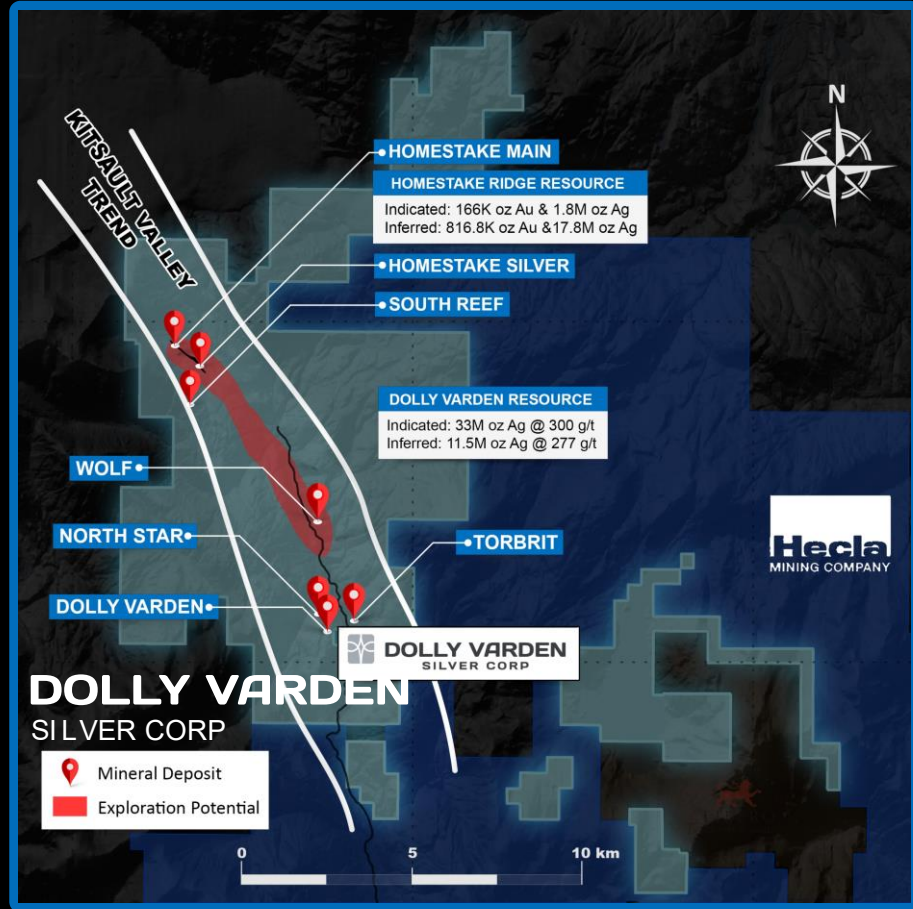 N
KITSAULT VALLEY
TREND
HOMESTAKE MAIN
HOMESTAKE RIDGE RESOURCE
Indicated: 166K oz Au & 1.8M oz Ag
Inferred: 816.8K oz Au &17.8M oz Ag
HOMESTAKE SILVER
SOUTH REEF
DOLLY VARDEN RESOURCE
Indicated: 33M oz Ag @ 300 g/t
Inferred: 11.5M oz Ag @ 277 g/t
WOLF
NORTH STAR
TORBRIT
Hecla
MINING COMPANY
DOLLY VARDEN
DOLLY VARDEN
SILVER CORP
DOLLY VARDEN
SILVER CORP
Mineral Deposit
Exploration Potential
0 5 10 km